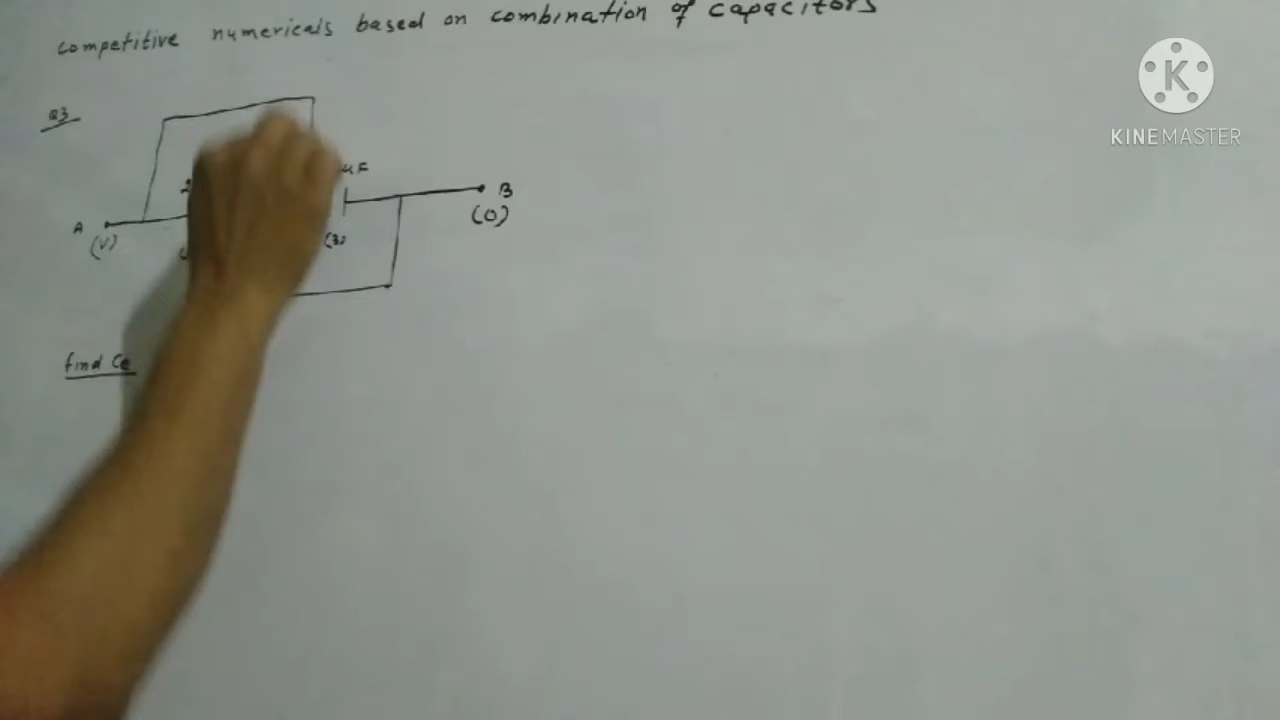 competitive numericals based on combination of capacitors
Q3
KINEMASTER
μF
A
B
(V)
(3)
(0)
find Ce